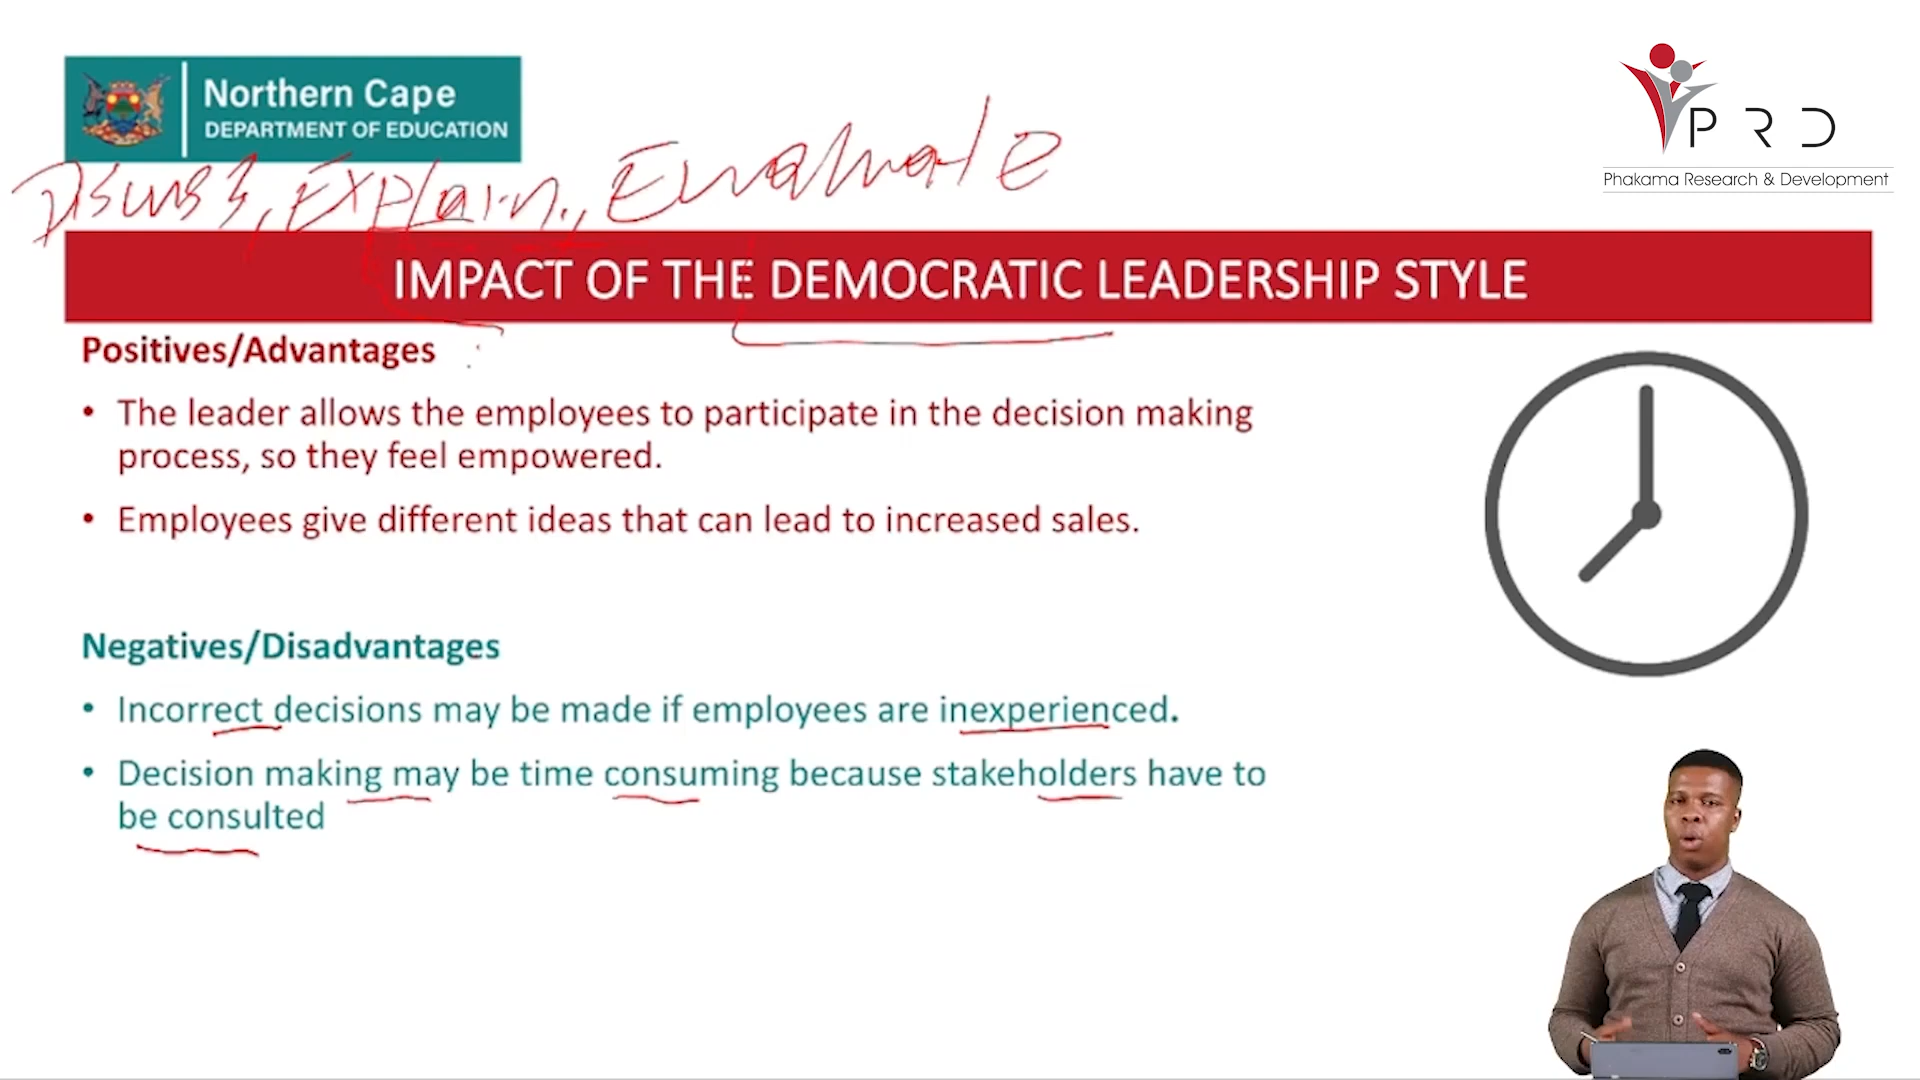 Northern Cape
DEPARTMENT OF EDUCATION
PRD
Phakama Research & Development
Discuss, Explain, Evaluate
IMPACT OF THE DEMOCRATIC LEADERSHIP STYLE
Positives/Advantages
• The leader allows the employees to participate in the decision making
process, so they feel empowered.
• Employees give different ideas that can lead to increased sales.
Negatives/Disadvantages
• Incorrect decisions may be made if employees are inexperienced.
• Decision making may be time consuming because stakeholders have to
be consulted